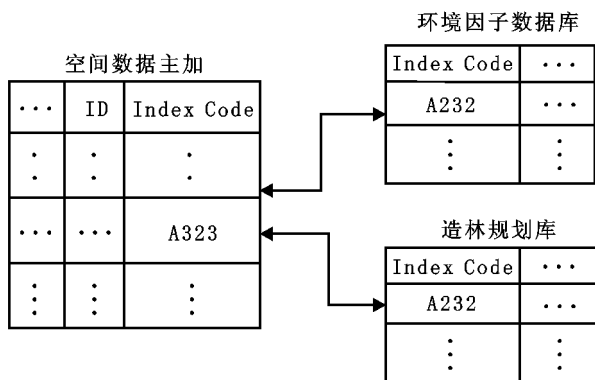 空间数据主加
··· ID Index Code
⋮ ⋮ ⋮
··· ··· A323
⋮ ⋮ ⋮
环境因子数据库
Index Code ···
A232 ···
⋮ ⋮
造林规划库
Index Code ···
A232 ···
⋮ ⋮